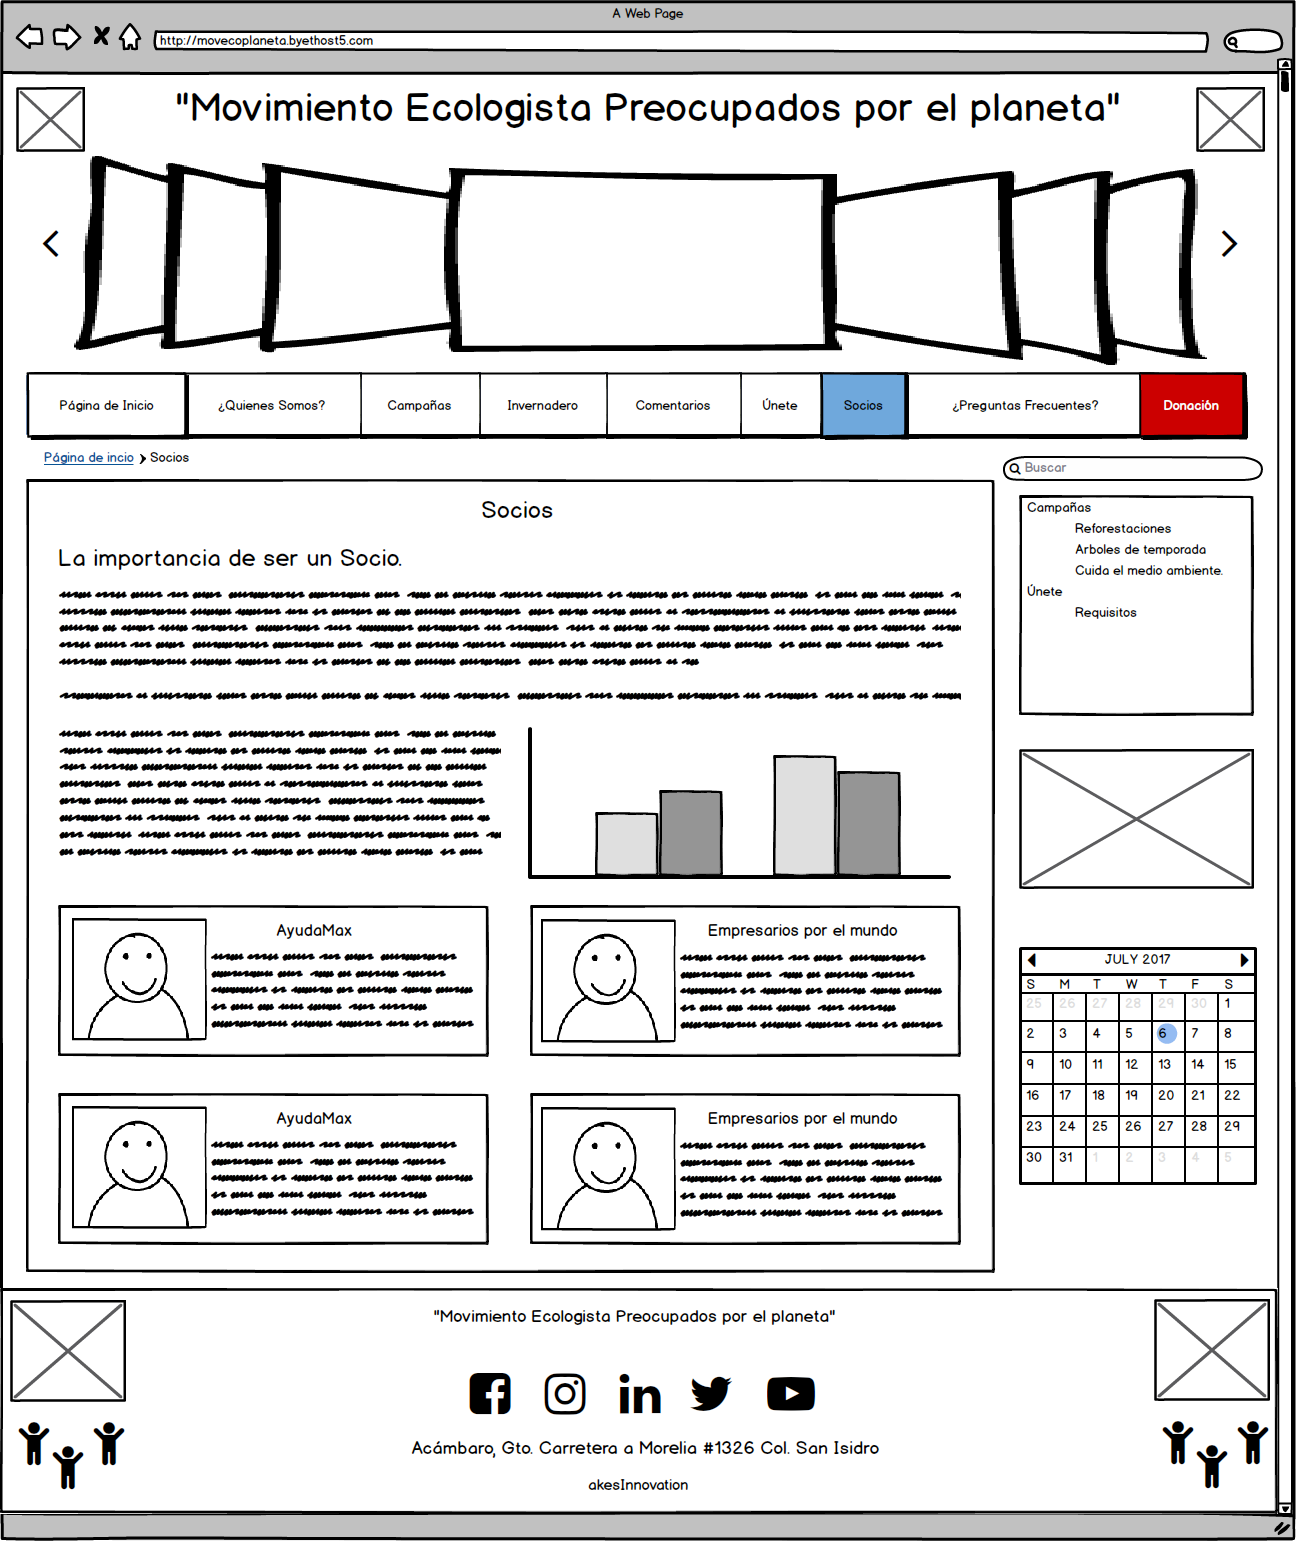 A Web Page
http://movecoplaneta.byethost5.com
"Movimiento Ecologista Preocupados por el planeta"
Página de Inicio ¿Quienes Somos? Campañas Invernadero Comentarios Únete Socios ¿Preguntas Frecuentes? Donación
Página de incio Socios
Buscar
Socios
La importancia de ser un Socio.
Campañas
Reforestaciones
Arboles de temporada
Cuida el medio ambiente.
Únete
Requisitos
AyudaMax
Empresarios por el mundo
AyudaMax
Empresarios por el mundo
JULY 2017
S M T W T F S
25 26 27 28 29 30 1
2 3 4 5 6 7 8
9 10 11 12 13 14 15
16 17 18 19 20 21 22
23 24 25 26 27 28 29
30 31 1 2 3 4 5
"Movimiento Ecologista Preocupados por el planeta"
Acámbaro, Gto. Carretera a Morelia #1326 Col. San Isidro
akesInnovation